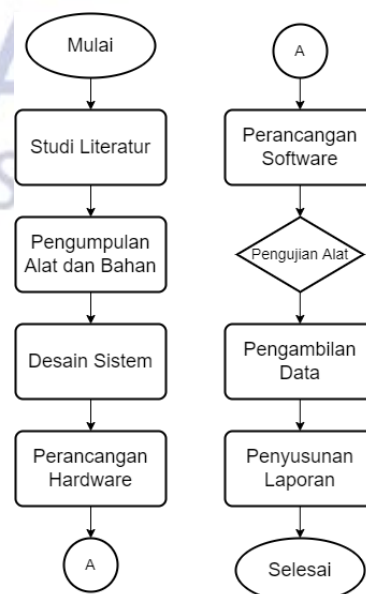 Mulai
Studi Literatur
Pengumpulan
Alat dan Bahan
Desain Sistem
Perancangan
Hardware
A
A
Perancangan
Software
Pengujian Alat
Pengambilan
Data
Penyusunan
Laporan
Selesai